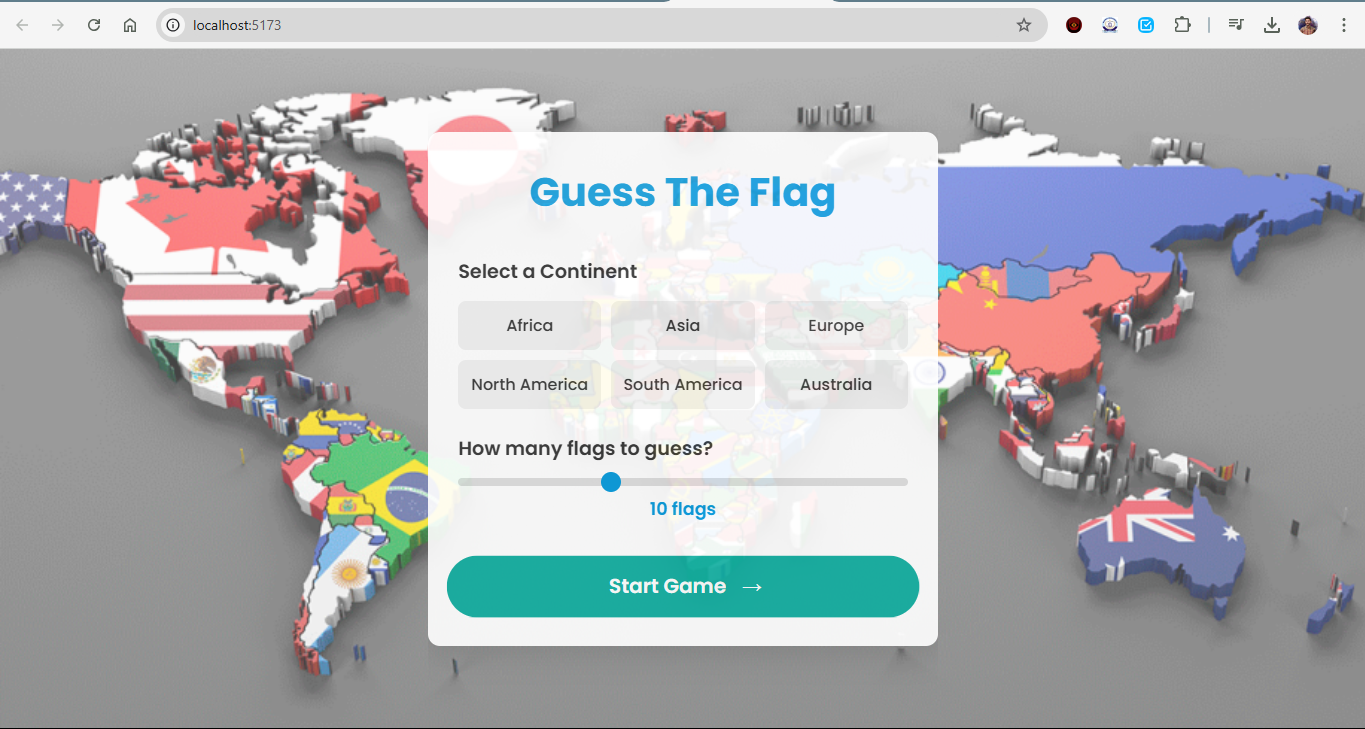 localhost:5173
Guess The Flag
Select a Continent
Africa Asia Europe
North America South America Australia
How many flags to guess?
10 flags
Start Game →